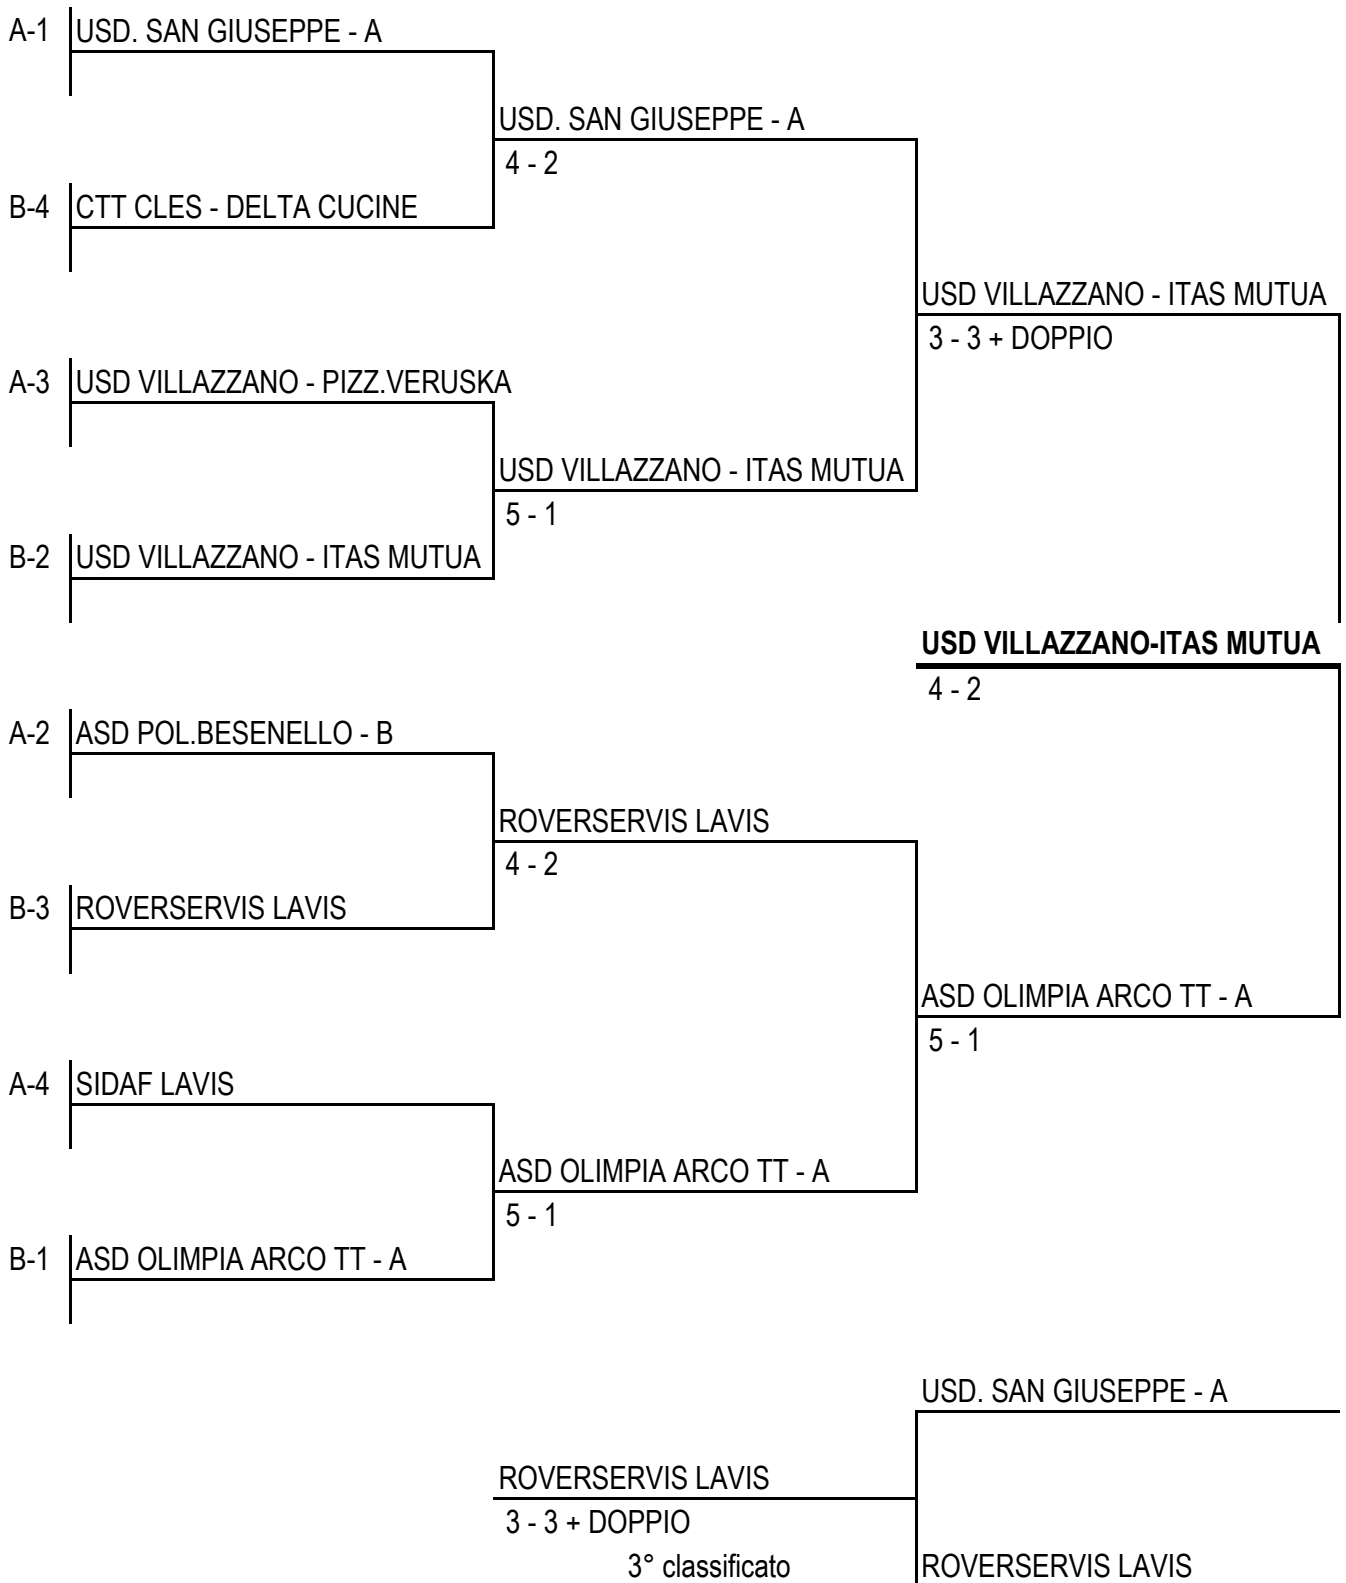 A-1 USD. SAN GIUSEPPE - A
USD. SAN GIUSEPPE - A
4 - 2
B-4 CTT CLES - DELTA CUCINE
USD VILLAZZANO - ITAS MUTUA
3 - 3 + DOPPIO
A-3 USD VILLAZZANO - PIZZ.VERUSKA
USD VILLAZZANO - ITAS MUTUA
5 - 1
B-2 USD VILLAZZANO - ITAS MUTUA
USD VILLAZZANO-ITAS MUTUA
4 - 2
A-2 ASD POL.BESENELLO - B
ROVERSERVIS LAVIS
4 - 2
B-3 ROVERSERVIS LAVIS
ASD OLIMPIA ARCO TT - A
5 - 1
A-4 SIDAF LAVIS
ASD OLIMPIA ARCO TT - A
5 - 1
B-1 ASD OLIMPIA ARCO TT - A
USD. SAN GIUSEPPE - A
ROVERSERVIS LAVIS
3 - 3 + DOPPIO
3° classificato ROVERSERVIS LAVIS